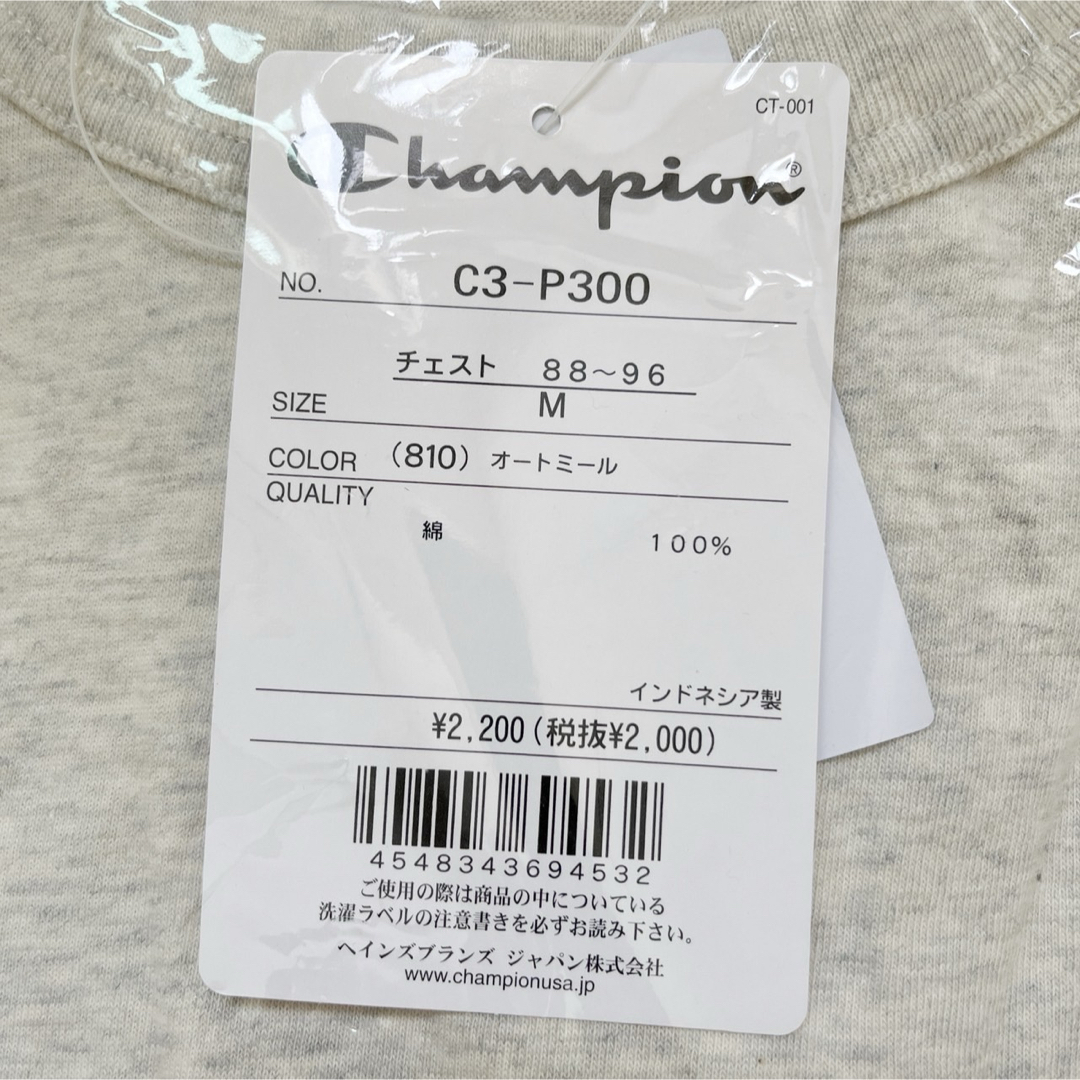 CT-001
Champion®
NO. C3-P300
チェスト 88～96
SIZE M
COLOR (810) オートミール
QUALITY
綿 100%
インドネシア製
¥2,200(税抜¥2,000)
4548343694532
ご使用の際は商品の中についている
洗濯ラベルの注意書きを必ずお読み下さい。
ヘインズブランズ ジャパン株式会社
www.championusa.jp